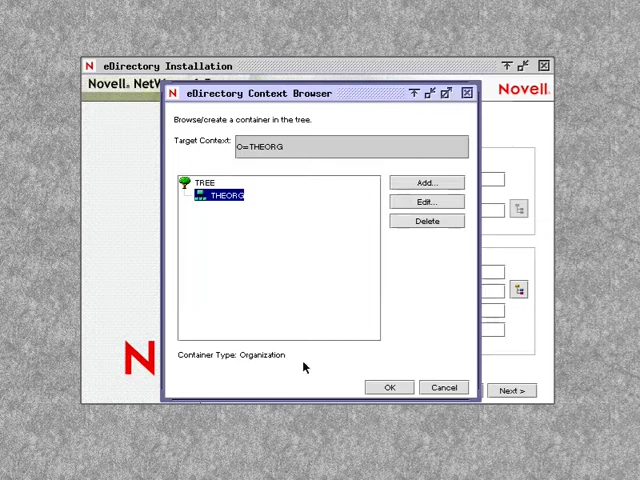 N eDirectory Installation
Novell. NetW
Novell.
N eDirectory Context Browser
Browse/create a container in the tree.
Target Context:
O=THEORG
TREE
THEORG
Add...
Edit...
Delete
Container Type: Organization
N
OK
Cancel
Next >